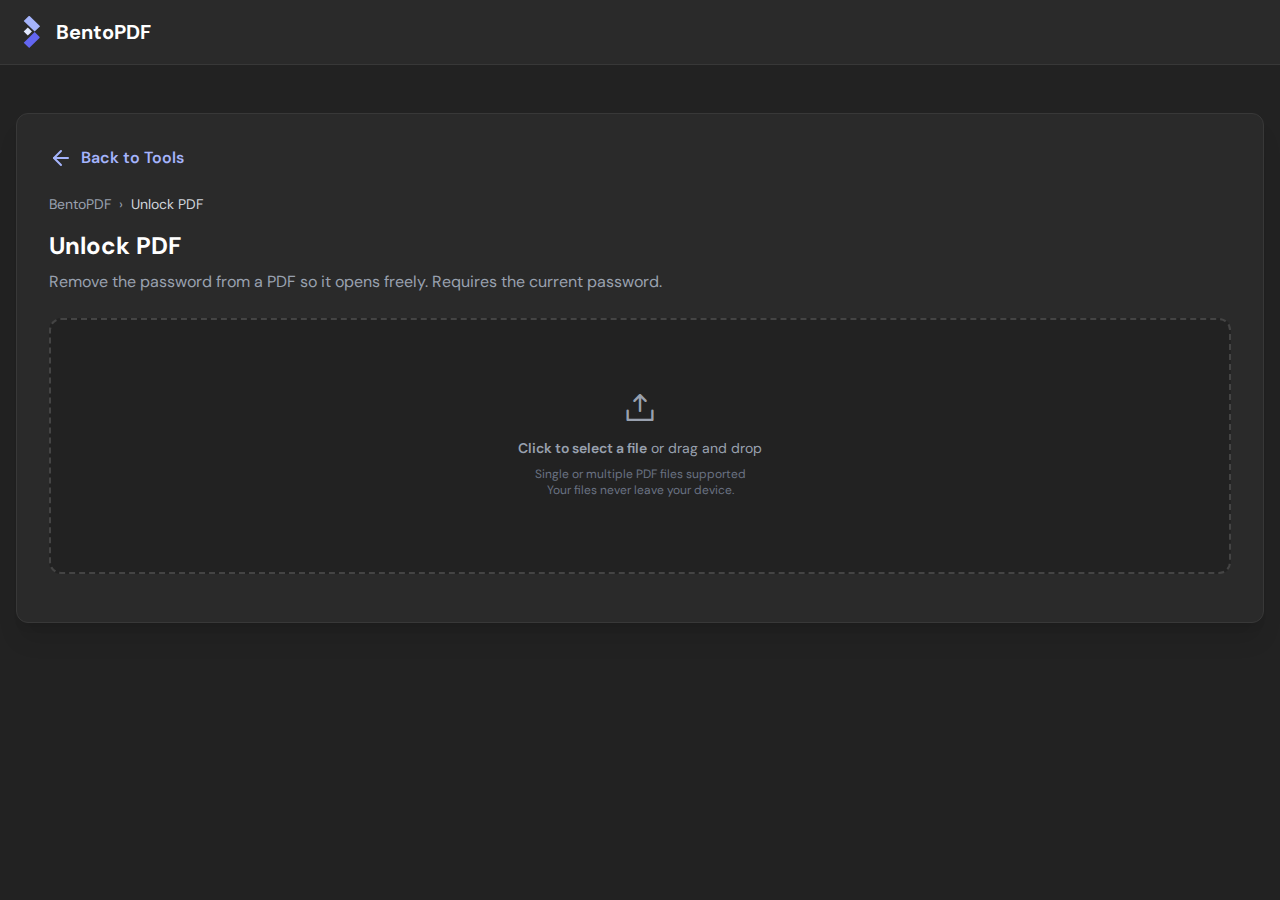 BentoPDF
Back to Tools
BentoPDF › Unlock PDF
Unlock PDF
Remove the password from a PDF so it opens freely. Requires the current password.
Click to select a file or drag and drop
Single or multiple PDF files supported
Your files never leave your device.